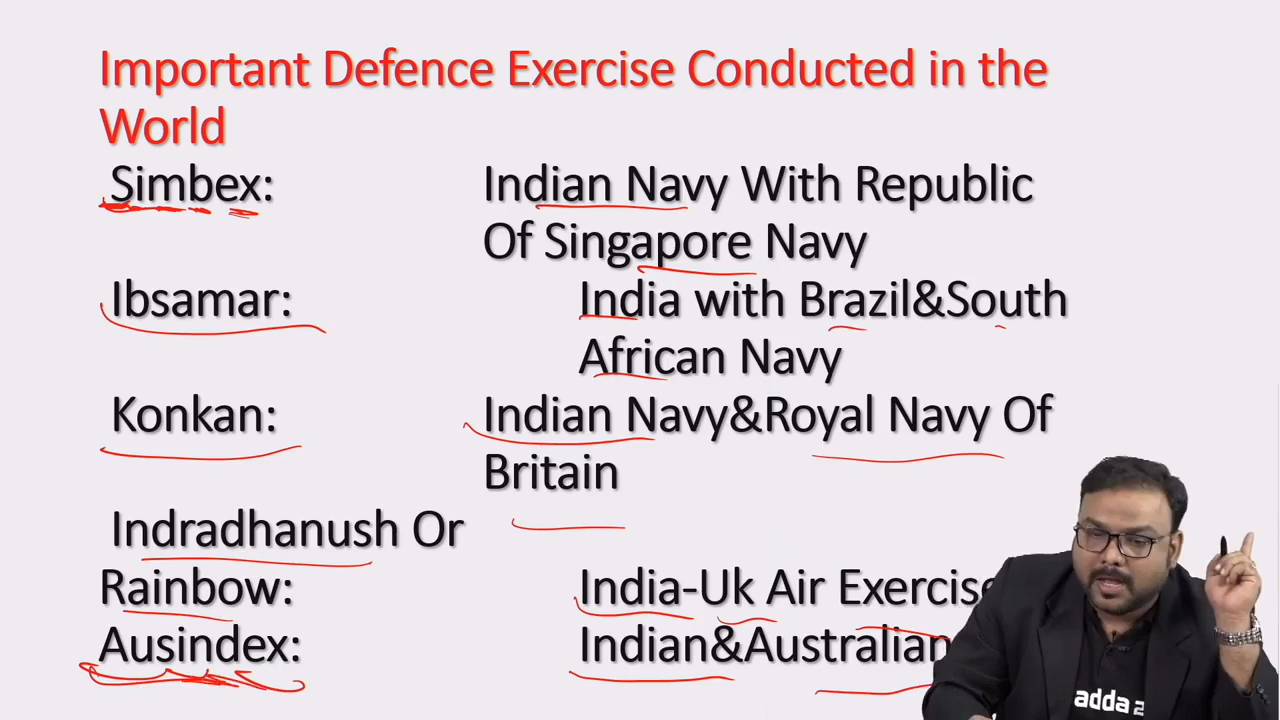 Important Defence Exercise Conducted in the
World
Simbex: Indian Navy With Republic
Of Singapore Navy
Ibsamar: India with Brazil&South
African Navy
Konkan: Indian Navy&Royal Navy Of
Britain
Indradhanush Or
Rainbow: India-Uk Air Exercise
Ausindex: Indian&Australian
adda